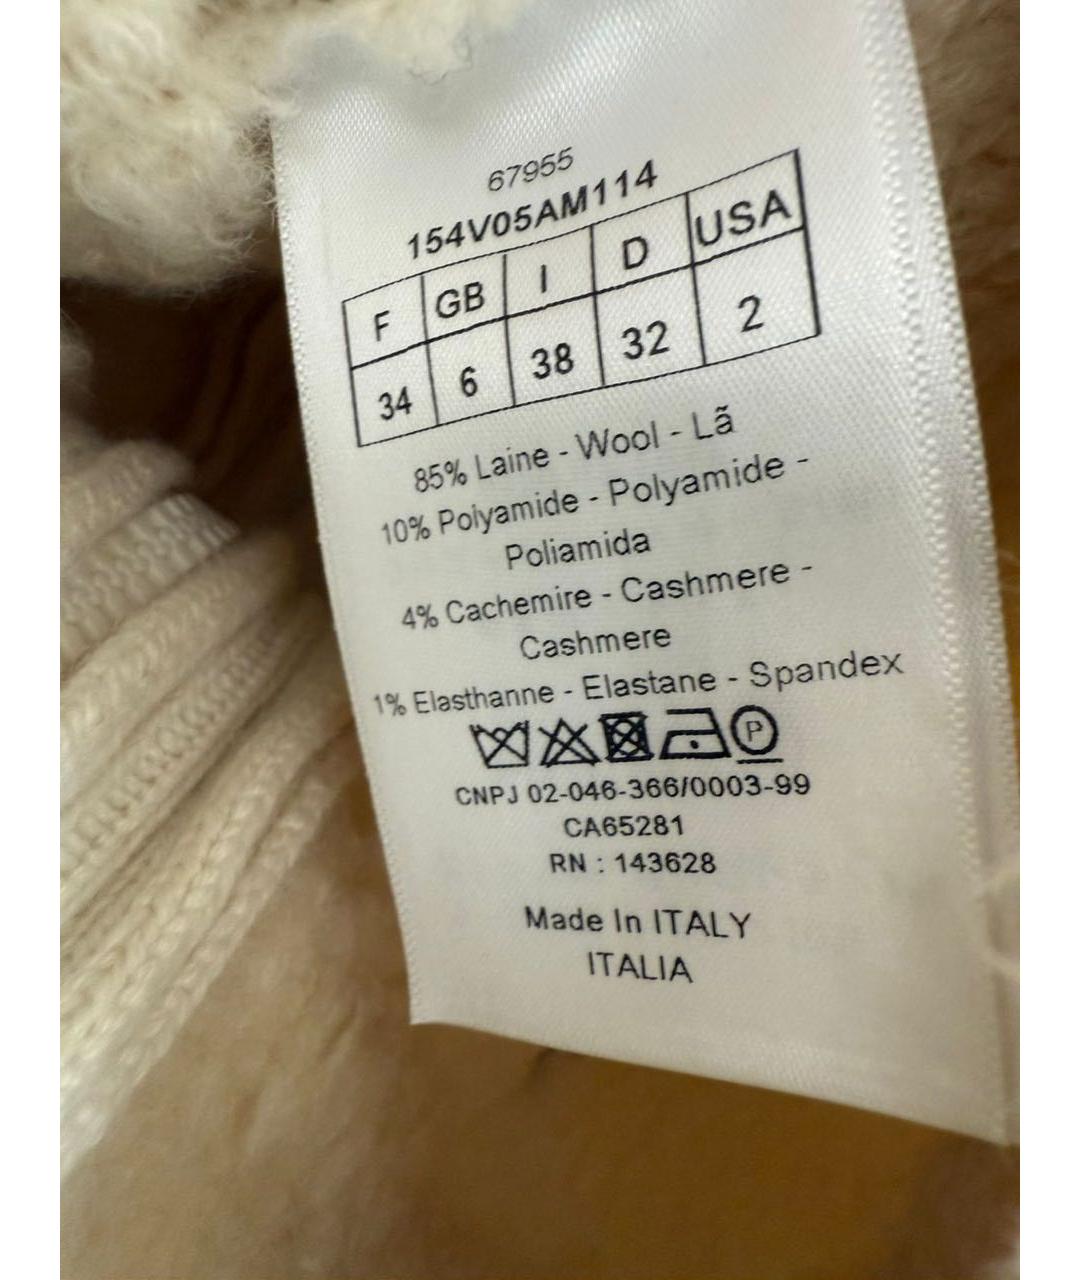 67955
154V05AM114
F GB I D USA
34 6 38 32 2
85% Laine - Wool - Lã
10% Polyamide - Polyamide -
Poliamida
4% Cachemire - Cashmere -
Cashmere
1% Elasthanne - Elastane - Spandex
P
CNPJ 02-046-366/0003-99
CA65281
RN : 143628
Made In ITALY
ITALIA